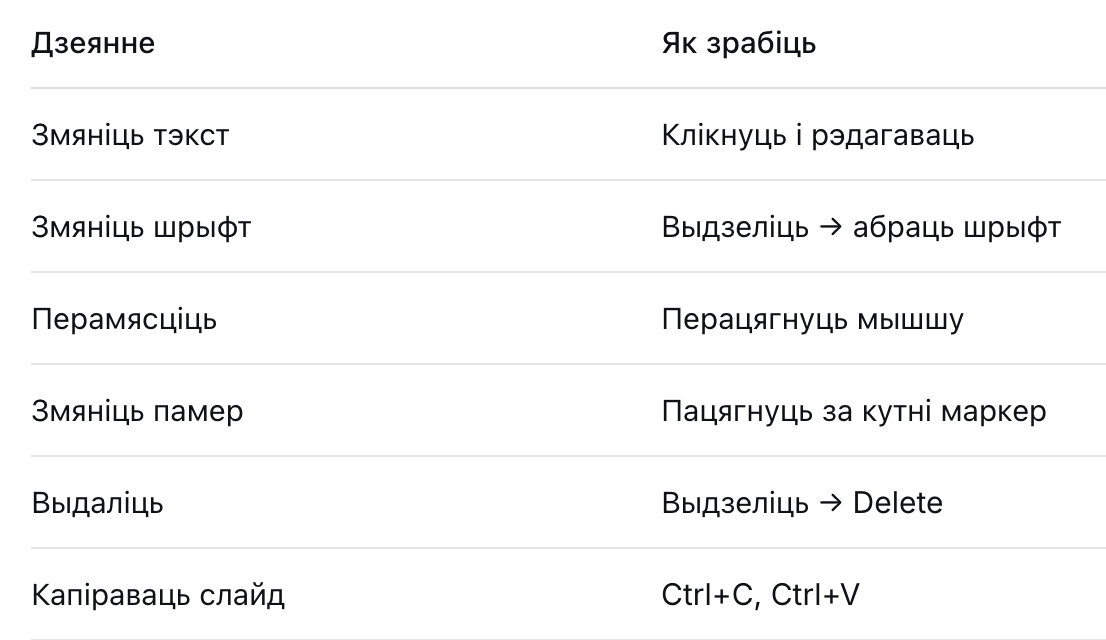 Дзеянне Як зрабіць
Змяніць тэкст Клікнуць і рэдагаваць
Змяніць шрыфт Выдзеліць → абраць шрыфт
Перамясціць Перацягнуць мышшу
Змяніць памер Пацягнуць за кутні маркер
Выдаліць Выдзеліць → Delete
Капіраваць слайд Ctrl+C, Ctrl+V